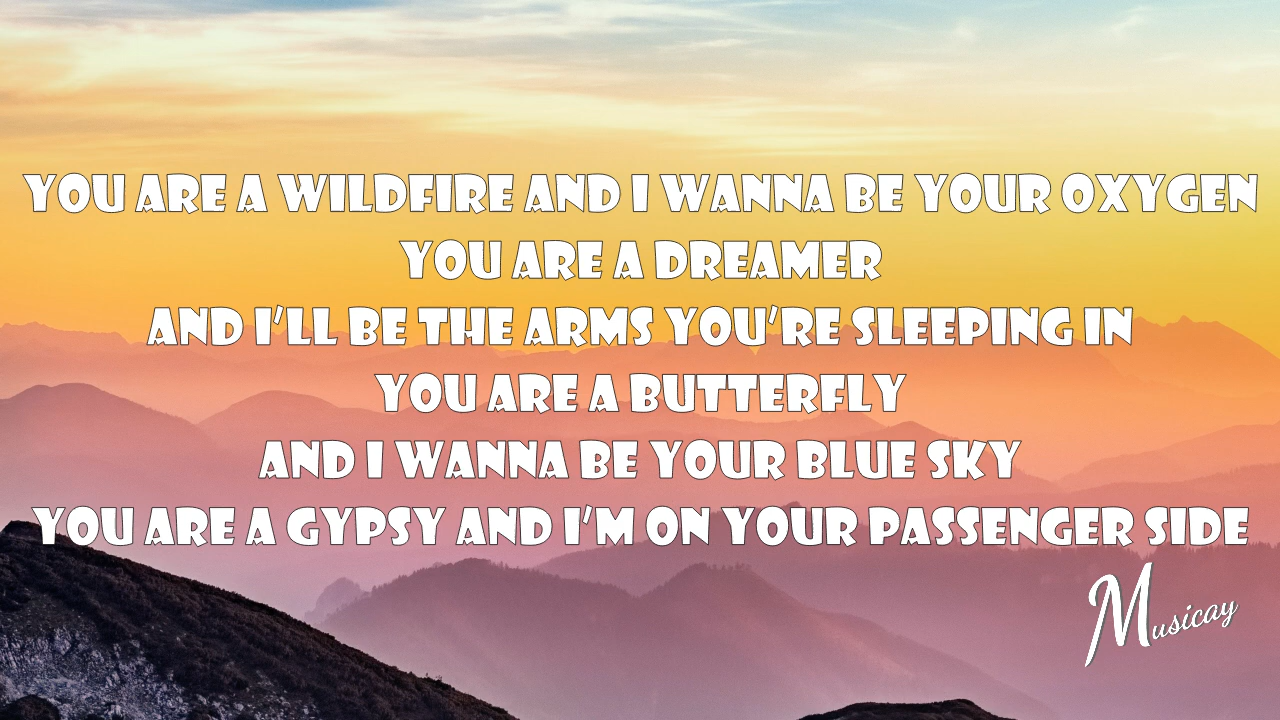 YOU ARE A WILDFIRE AND I WANNA BE YOUR OXYGEN
YOU ARE A DREAMER
AND I'LL BE THE ARMS YOU'RE SLEEPING IN
YOU ARE A BUTTERFLY
AND I WANNA BE YOUR BLUE SKY
YOU ARE A GYPSY AND I'M ON YOUR PASSENGER SIDE
Musicay